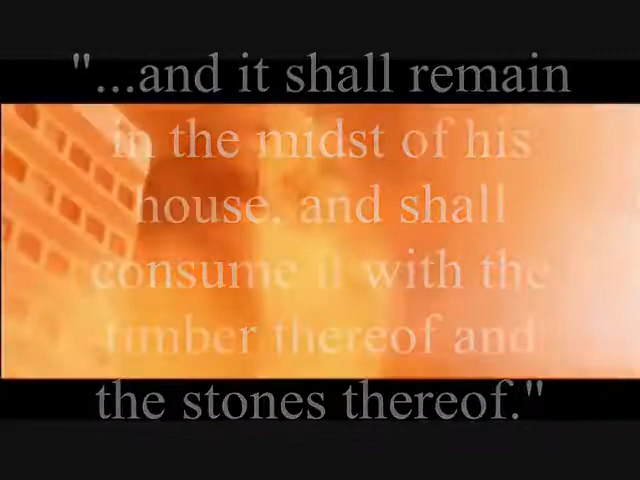 "...and it shall remain
in the midst of his
house, and shall
consume it with the
timber thereof and
the stones thereof."